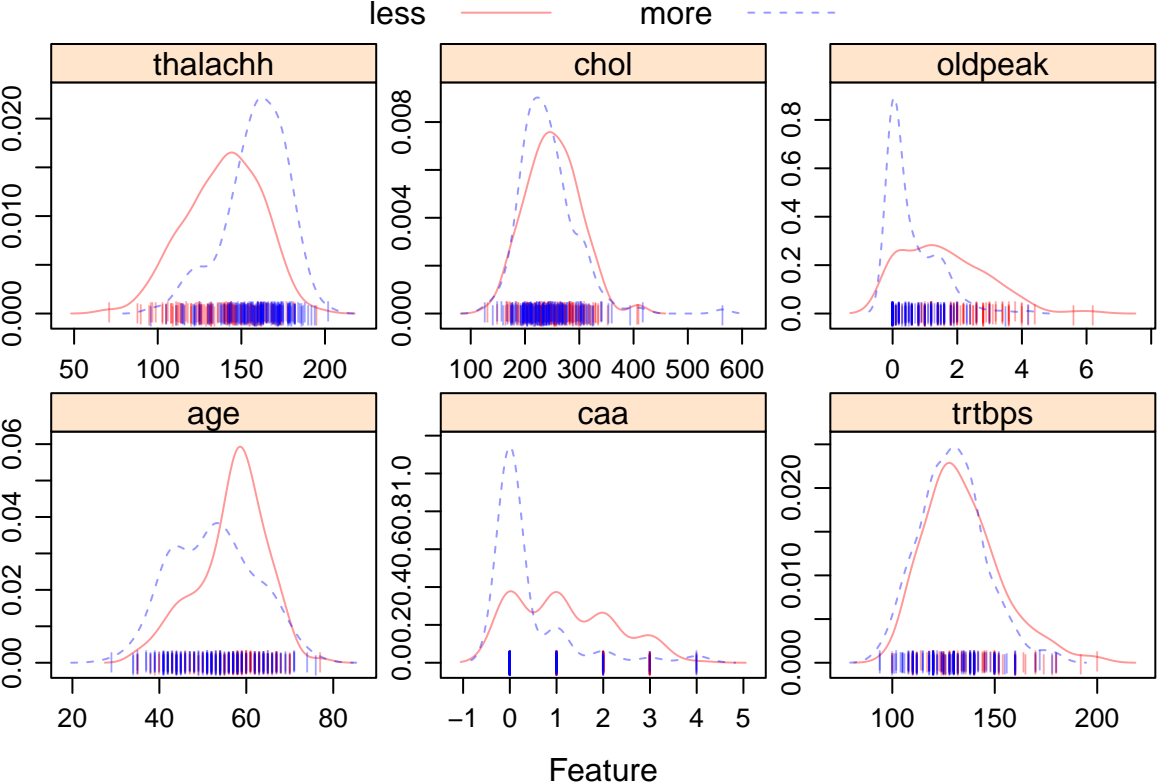 less more
thalachh chol oldpeak
0.000 0.010 0.020
0.000 0.004 0.008
0.0 0.2 0.4 0.6 0.8
50 100 150 200
100 200 300 400 500 600
0 2 4 6
age caa trtbps
0.00 0.02 0.04 0.06
0.00.20.40.60.81.0
0.000 0.010 0.020
20 40 60 80
−1 0 1 2 3 4 5
100 150 200
Feature